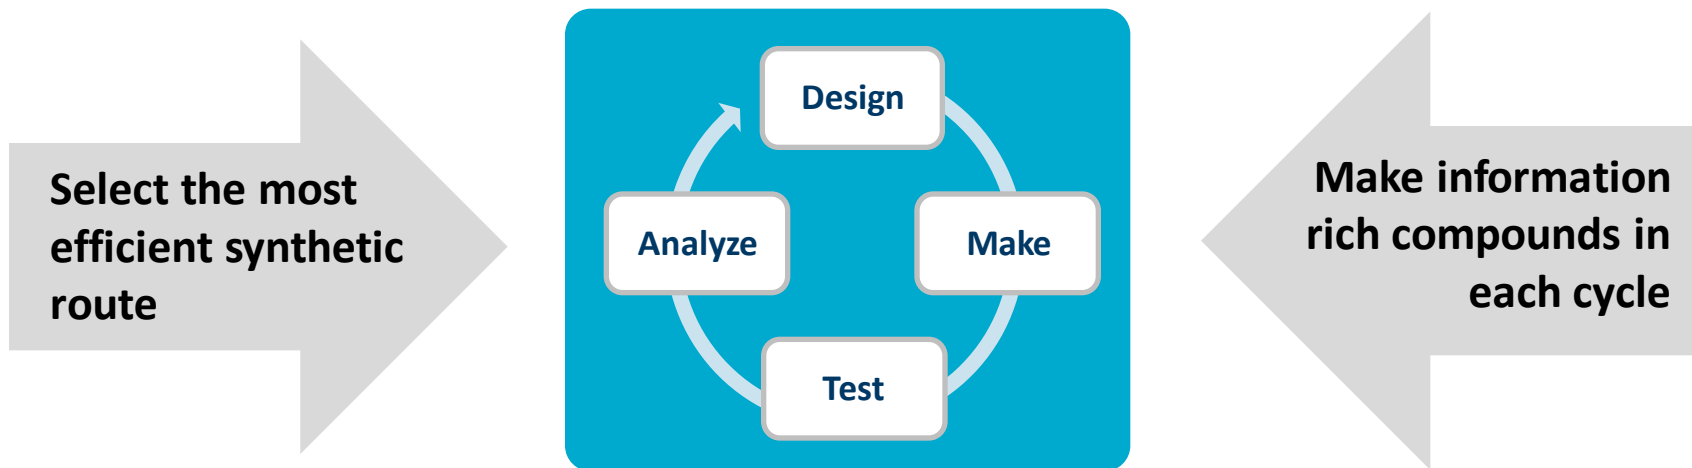 Select the most
efficient synthetic
route
Design
Analyze
Make
Test
Make information
rich compounds in
each cycle